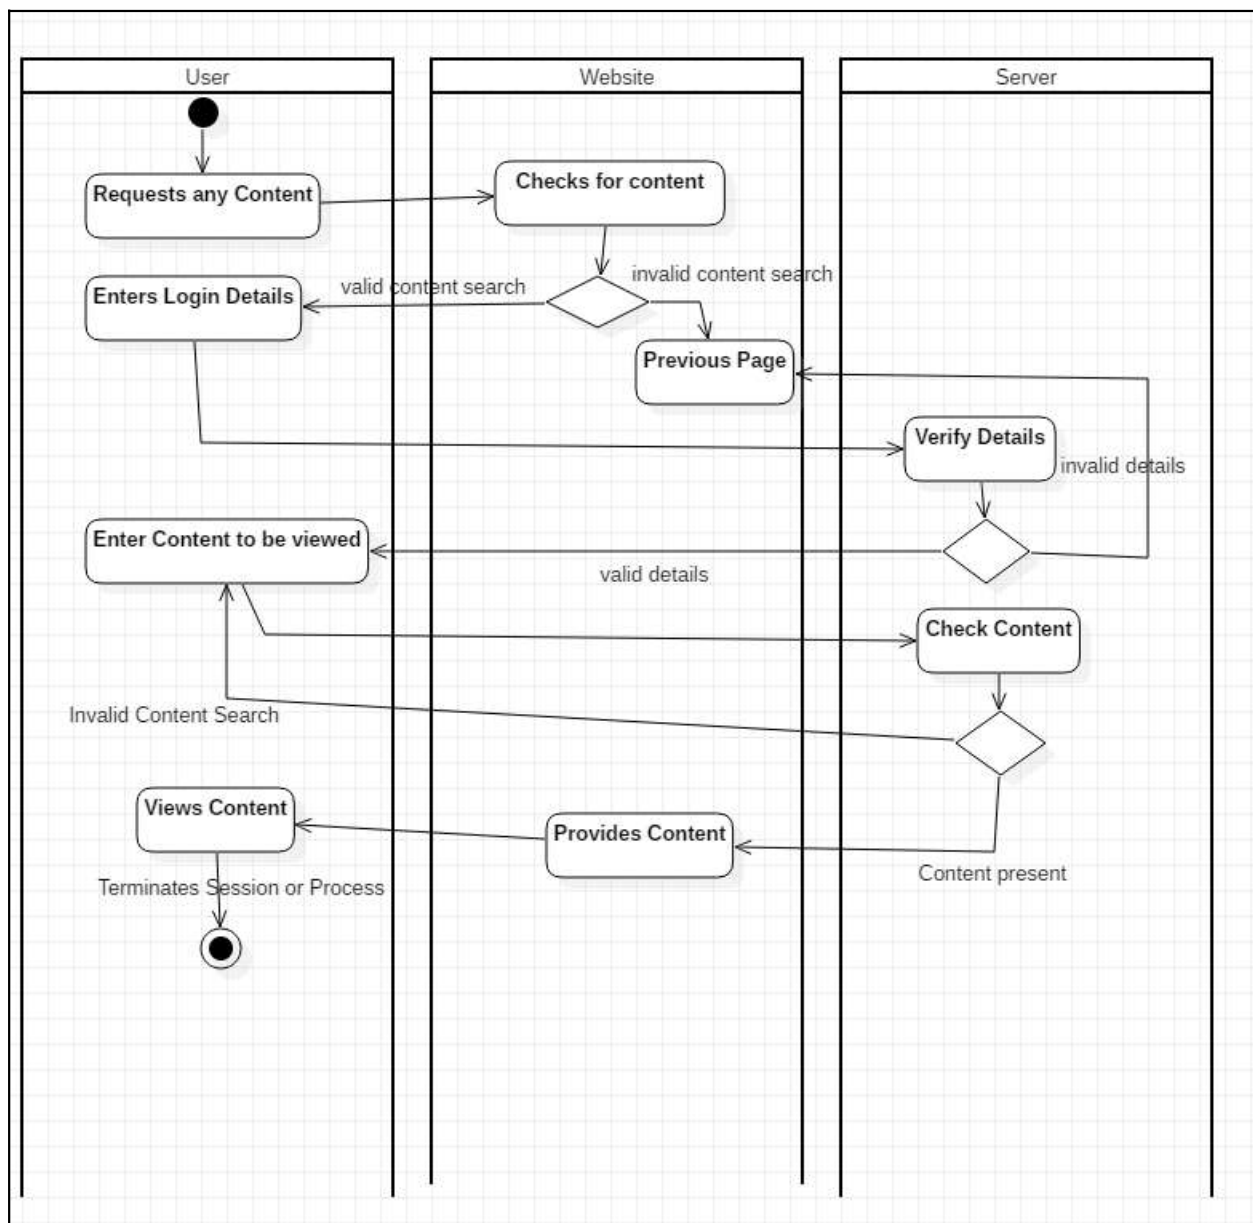 User
Website
Server
Requests any Content
Checks for content
valid content search
invalid content search
Enters Login Details
Previous Page
Verify Details
invalid details
Enter Content to be viewed
valid details
Check Content
Invalid Content Search
Views Content
Provides Content
Content present
Terminates Session or Process